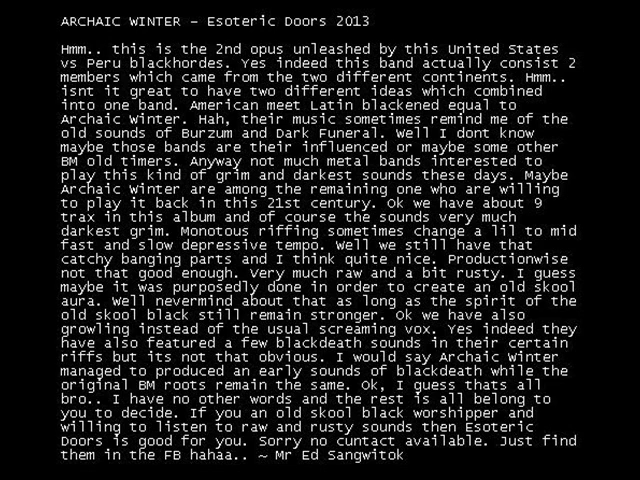 ARCHAIC WINTER – Esoteric Doors 2013
Hmm.. this is the 2nd opus unleashed by this United States
vs Peru blackhordes. Yes indeed this band actually consist 2
members which came from the two different continents. Hmm..
isnt it great to have two different ideas which combined
into one band. American meet Latin blackened equal to
Archaic Winter. Hah, their music sometimes remind me of the
old sounds of Burzum and Dark Funeral. Well I dont know
maybe those bands are their influenced or maybe some other
BM old timers. Anyway not much metal bands interested to
play this kind of grim and darkest sounds these days. Maybe
Archaic Winter are among the remaining one who are willing
to play it back in this 21st century. Ok we have about 9
trax in this album and of course the sounds very much
darkest grim. Monotous riffing sometimes change a lil to mid
fast and slow depressive tempo. Well we still have that
catchy banging parts and I think quite nice. Productionwise
not that good enough. Very much raw and a bit rusty. I guess
maybe it was purposedly done in order to create an old skool
aura. Well nevermind about that as long as the spirit of the
old skool black still remain stronger. Ok we have also
growling instead of the usual screaming vox. Yes indeed they
have also featured a few blackdeath sounds in their certain
riffs but its not that obvious. I would say Archaic Winter
managed to produced an early sounds of blackdeath while the
original BM roots remain the same. Ok, I guess thats all
bro.. I have no other words and the rest is all belong to
you to decide. If you an old skool black worshipper and
willing to listen to raw and rusty sounds then Esoteric
Doors is good for you. Sorry no cuntact available. Just find
them in the FB hahaa.. ~ Mr Ed Sangwitok